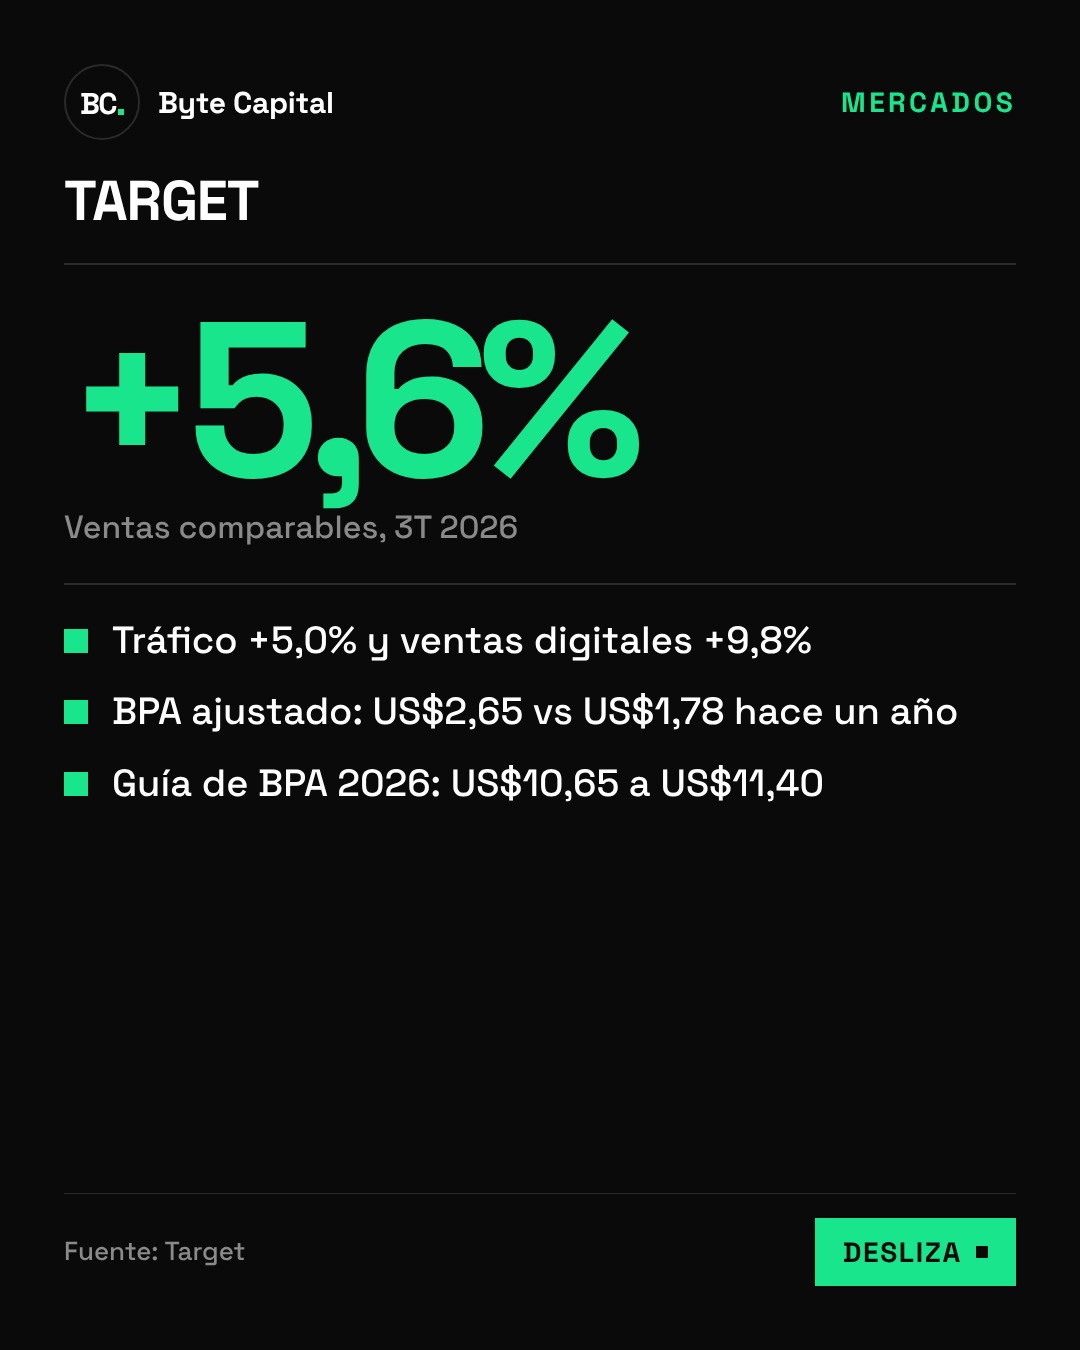 BC.
Byte Capital
MERCADOS
TARGET
+5,6%
Ventas comparables, 3T 2026
Tráfico +5,0% y ventas digitales +9,8%
BPA ajustado: US$2,65 vs US$1,78 hace un año
Guía de BPA 2026: US$10,65 a US$11,40
Fuente: Target
DESLIZA